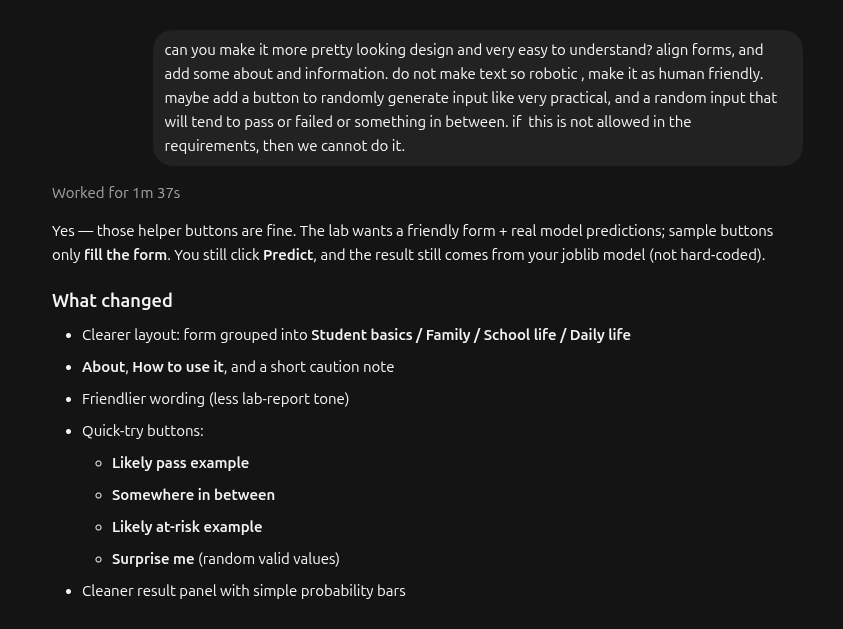 can you make it more pretty looking design and very easy to understand? align forms, and
add some about and information. do not make text so robotic , make it as human friendly.
maybe add a button to randomly generate input like very practical, and a random input that
will tend to pass or failed or something in between. if  this is not allowed in the
requirements, then we cannot do it.
Worked for 1m 37s
Yes — those helper buttons are fine. The lab wants a friendly form + real model predictions; sample buttons
only fill the form. You still click Predict, and the result still comes from your joblib model (not hard-coded).
What changed
• Clearer layout: form grouped into Student basics / Family / School life / Daily life
• About, How to use it, and a short caution note
• Friendlier wording (less lab-report tone)
• Quick-try buttons:
◦ Likely pass example
◦ Somewhere in between
◦ Likely at-risk example
◦ Surprise me (random valid values)
• Cleaner result panel with simple probability bars